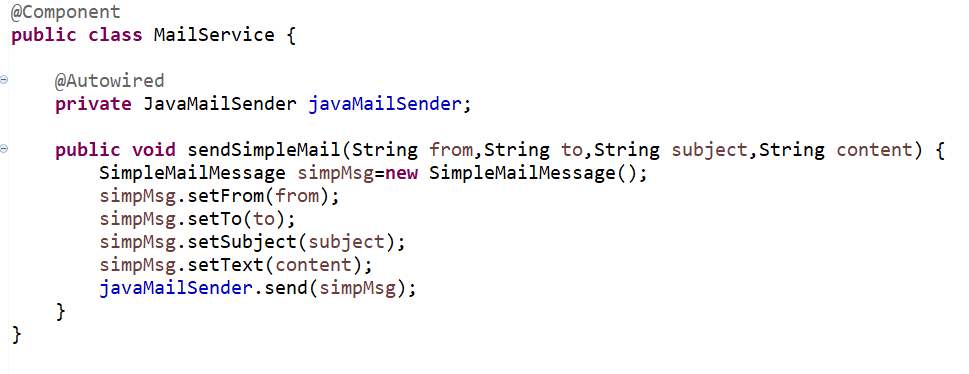 @Component
public class MailService {
@Autowired
private JavaMailSender javaMailSender;
public void sendSimpleMail(String from,String to,String subject,String content) {
SimpleMailMessage simpMsg=new SimpleMailMessage();
simpMsg.setFrom(from);
simpMsg.setTo(to);
simpMsg.setSubject(subject);
simpMsg.setText(content);
javaMailSender.send(simpMsg);
}
}